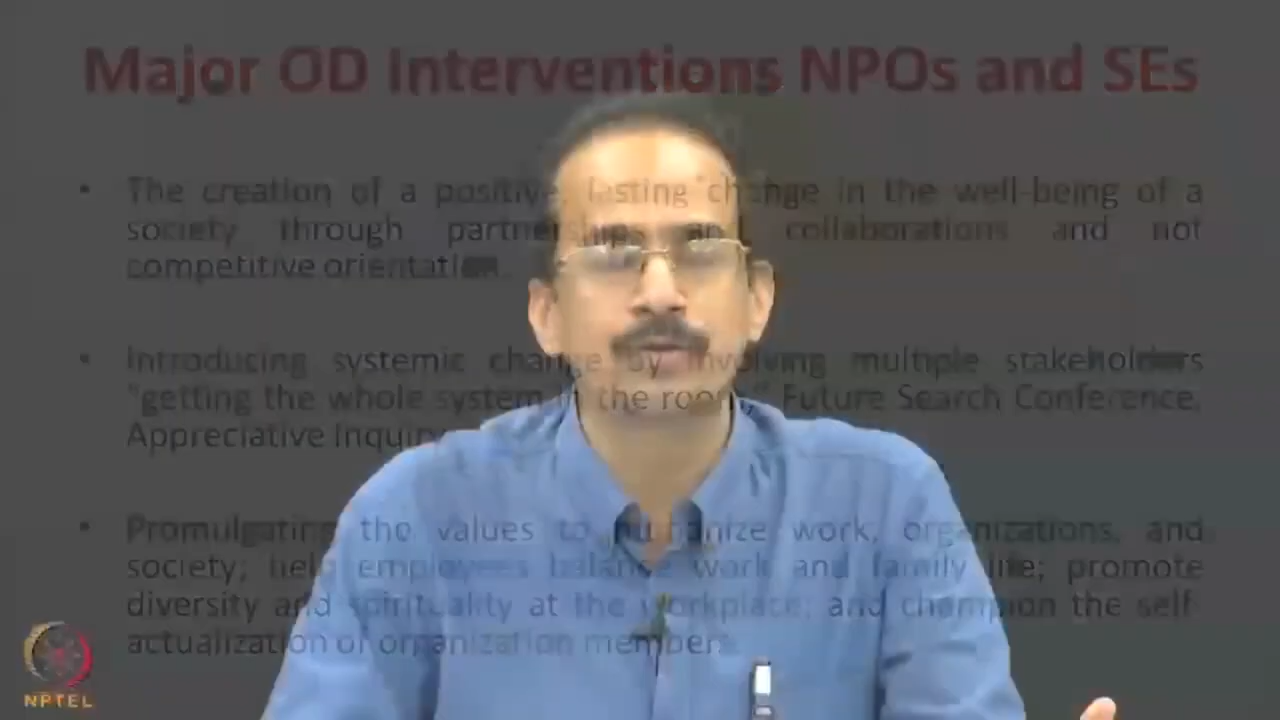 Major OD Interventions NPOs and SEs
• The creation of a positive, lasting change in the well-being of a
society through partnerships and collaborations and not
competitive orientation.
• Introducing systemic change by involving multiple stakeholders
"getting the whole system in the room," Future Search Conference,
Appreciative Inquiry
• Promulgating the values to humanize work, organizations, and
society; help employees balance work and family life; promote
diversity and spirituality at the workplace; and champion the self-
actualization of organization members.
NPTEL